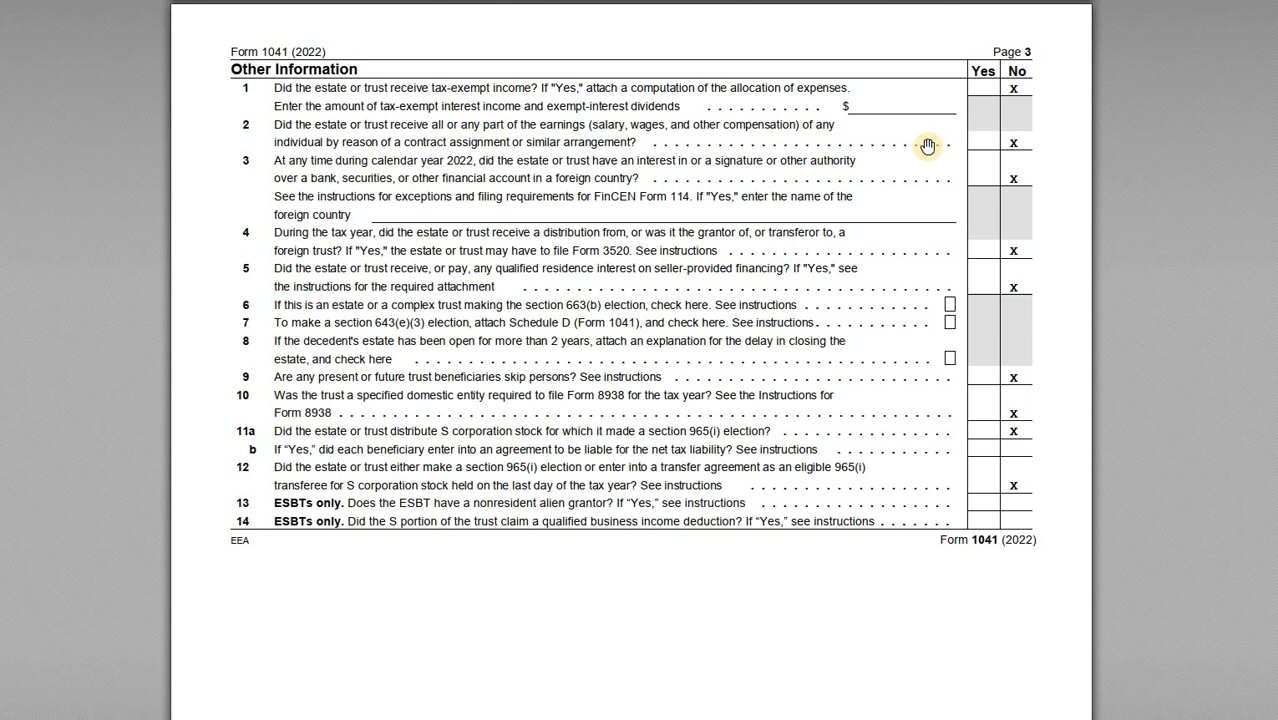 Form 1041 (2022) Page 3
Other Information Yes No
1 Did the estate or trust receive tax-exempt income? If "Yes," attach a computation of the allocation of expenses. x
Enter the amount of tax-exempt interest income and exempt-interest dividends . . . . . . . . . . . $
2 Did the estate or trust receive all or any part of the earnings (salary, wages, and other compensation) of any
individual by reason of a contract assignment or similar arrangement? . . . . . . . . . . . . . . . . . . . x
3 At any time during calendar year 2022, did the estate or trust have an interest in or a signature or other authority
over a bank, securities, or other financial account in a foreign country? . . . . . . . . . . . . . . . . . . . x
See the instructions for exceptions and filing requirements for FinCEN Form 114. If "Yes," enter the name of the
foreign country
4 During the tax year, did the estate or trust receive a distribution from, or was it the grantor of, or transferor to, a
foreign trust? If "Yes," the estate or trust may have to file Form 3520. See instructions . . . . . . . . . . . . . . x
5 Did the estate or trust receive, or pay, any qualified residence interest on seller-provided financing? If "Yes," see
the instructions for the required attachment . . . . . . . . . . . . . . . . . . . . . . . . . . . x
6 If this is an estate or a complex trust making the section 663(b) election, check here. See instructions . . . . . . . . . . .
7 To make a section 643(e)(3) election, attach Schedule D (Form 1041), and check here. See instructions . . . . . . . . . . .
8 If the decedent's estate has been open for more than 2 years, attach an explanation for the delay in closing the
estate, and check here . . . . . . . . . . . . . . . . . . . . . . . . . . . . . . . . .
9 Are any present or future trust beneficiaries skip persons? See instructions . . . . . . . . . . . . . . . . . . x
10 Was the trust a specified domestic entity required to file Form 8938 for the tax year? See the Instructions for
Form 8938 . . . . . . . . . . . . . . . . . . . . . . . . . . . . . . . . . . . . . . . x
11a Did the estate or trust distribute S corporation stock for which it made a section 965(i) election? . . . . . . . . . . . x
b If “Yes,” did each beneficiary enter into an agreement to be liable for the net tax liability? See instructions . . . . . . . .
12 Did the estate or trust either make a section 965(i) election or enter into a transfer agreement as an eligible 965(i)
transferee for S corporation stock held on the last day of the tax year? See instructions . . . . . . . . . . . . . x
13 ESBTs only. Does the ESBT have a nonresident alien grantor? If “Yes,” see instructions . . . . . . . . . . . . .
14 ESBTs only. Did the S portion of the trust claim a qualified business income deduction? If “Yes,” see instructions . . . . . . .
EEA Form 1041 (2022)